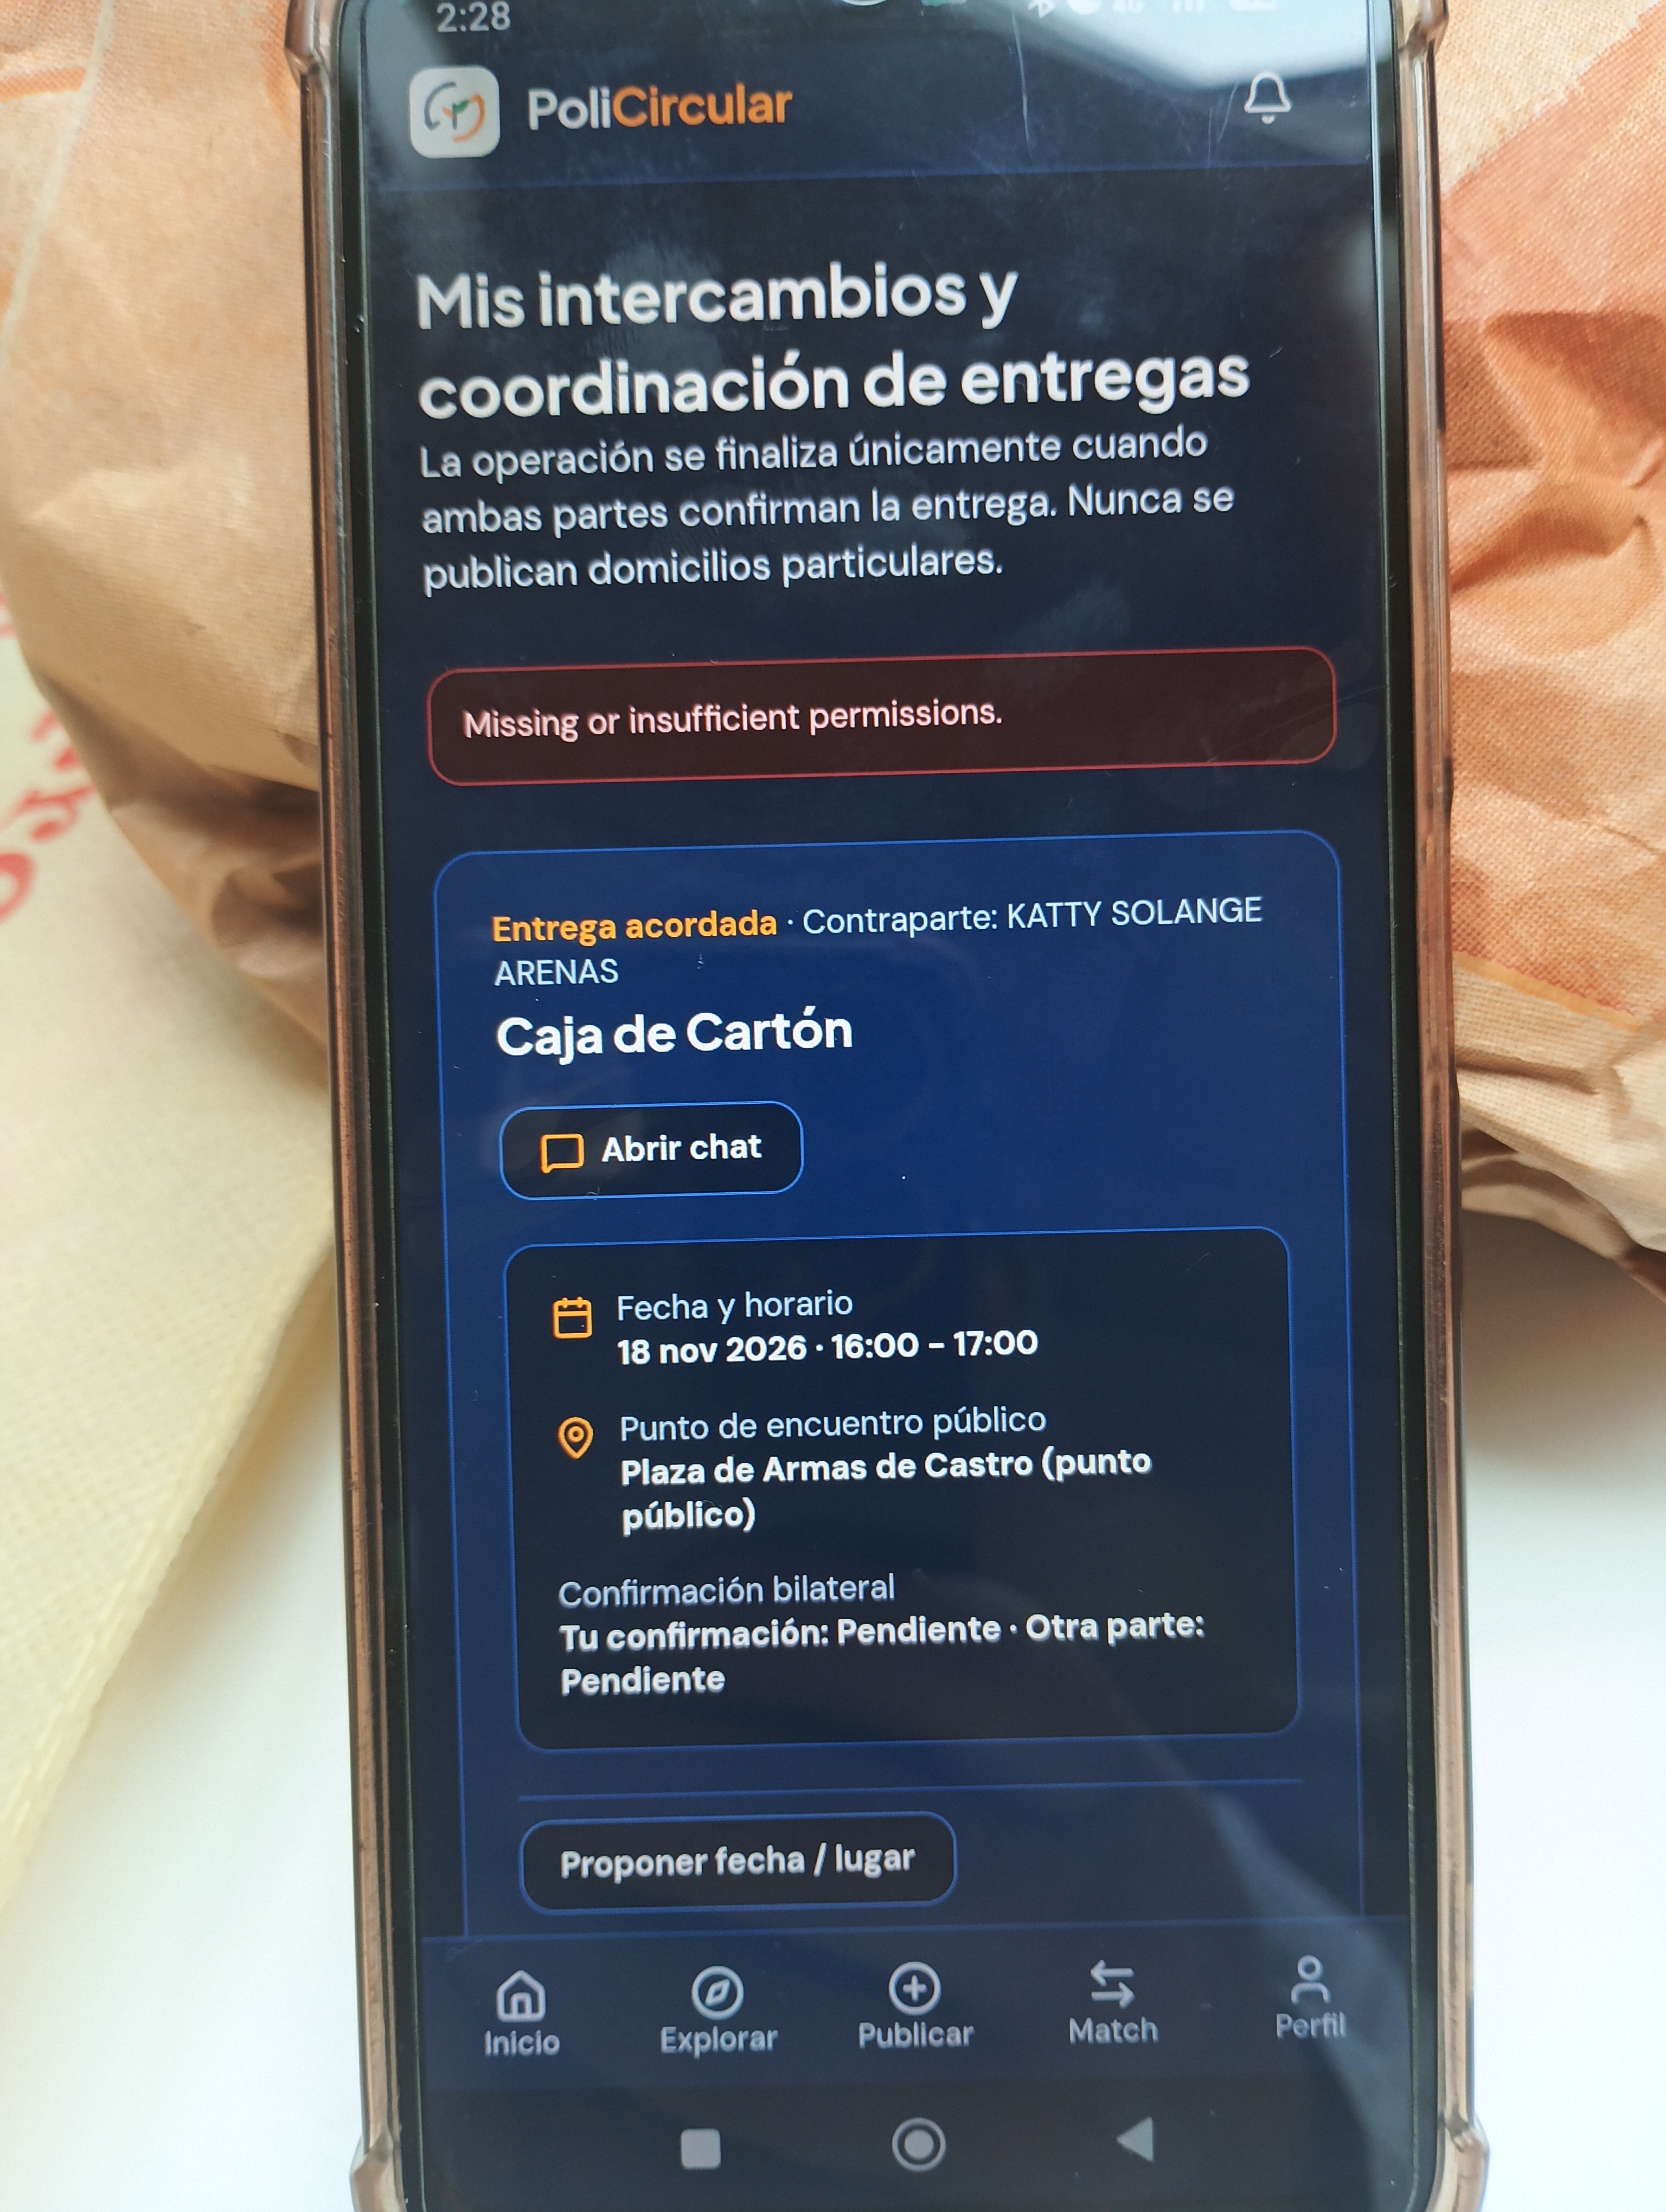 2:28
4G
PoliCircular
Mis intercambios y
coordinación de entregas
La operación se finaliza únicamente cuando
ambas partes confirman la entrega. Nunca se
publican domicilios particulares.
Missing or insufficient permissions.
Entrega acordada · Contraparte: KATTY SOLANGE
ARENAS
Caja de Cartón
Abrir chat
Fecha y horario
18 nov 2026 · 16:00 – 17:00
Punto de encuentro público
Plaza de Armas de Castro (punto
público)
Confirmación bilateral
Tu confirmación: Pendiente · Otra parte:
Pendiente
Proponer fecha / lugar
Inicio
Explorar
Publicar
Match
Perfil